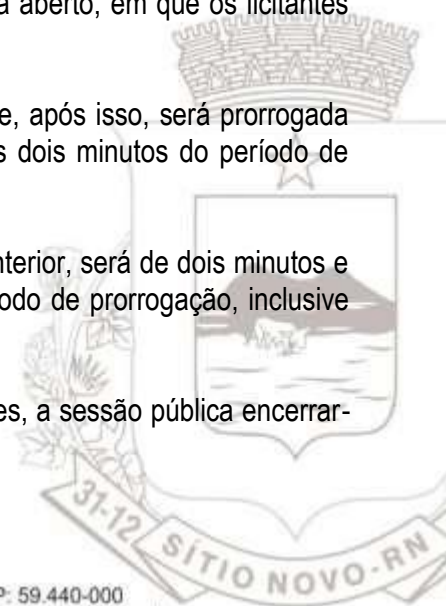 a aberto, em que os licitantes
e, após isso, será prorrogada
s dois minutos do período de
nterior, será de dois minutos e
odo de prorrogação, inclusive
es, a sessão pública encerrar-
31-12 SÍTIO NOVO-RN
P: 59.440-000